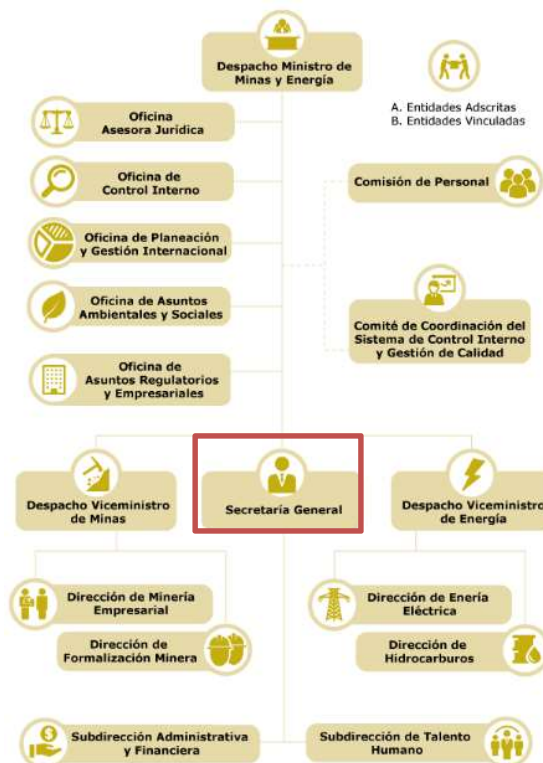 Despacho Ministro de
Minas y Energía
A. Entidades Adscritas
B. Entidades Vinculadas
Oficina
Asesora Jurídica
Oficina de
Control Interno
Comisión de Personal
Oficina de Planeación
y Gestión Internacional
Oficina de Asuntos
Ambientales y Sociales
Comité de Coordinación del
Sistema de Control Interno
y Gestión de Calidad
Oficina de
Asuntos Regulatorios
y Empresariales
Despacho Viceministro
de Minas
Secretaría General
Despacho Viceministro
de Energía
Dirección de Minería
Empresarial
Dirección de Enería
Eléctrica
Dirección de
Formalización Minera
Dirección de
Hidrocarburos
Subdirección Administrativa
y Financiera
Subdirección de Talento
Humano